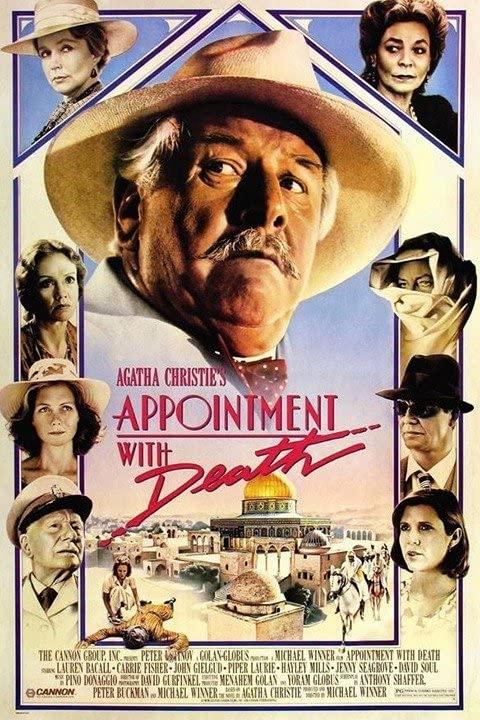 AGATHA CHRISTIE'S
APPOINTMENT
WITH
Death
THE CANNON GROUP, INC. PRESENTS PETER USTINOV A GOLAN-GLOBUS PRODUCTION A MICHAEL WINNER FILM APPOINTMENT WITH DEATH
STARRING LAUREN BACALL • CARRIE FISHER • JOHN GIELGUD • PIPER LAURIE • HAYLEY MILLS • JENNY SEAGROVE • DAVID SOUL
MUSIC BY PINO DONAGGIO DIRECTOR OF PHOTOGRAPHY DAVID GURFINKEL EXECUTIVE PRODUCERS MENAHEM GOLAN AND YORAM GLOBUS SCREENPLAY BY ANTHONY SHAFFER,
CANNON PETER BUCKMAN AND MICHAEL WINNER BASED ON THE NOVEL BY AGATHA CHRISTIE PRODUCED AND DIRECTED BY MICHAEL WINNER PG